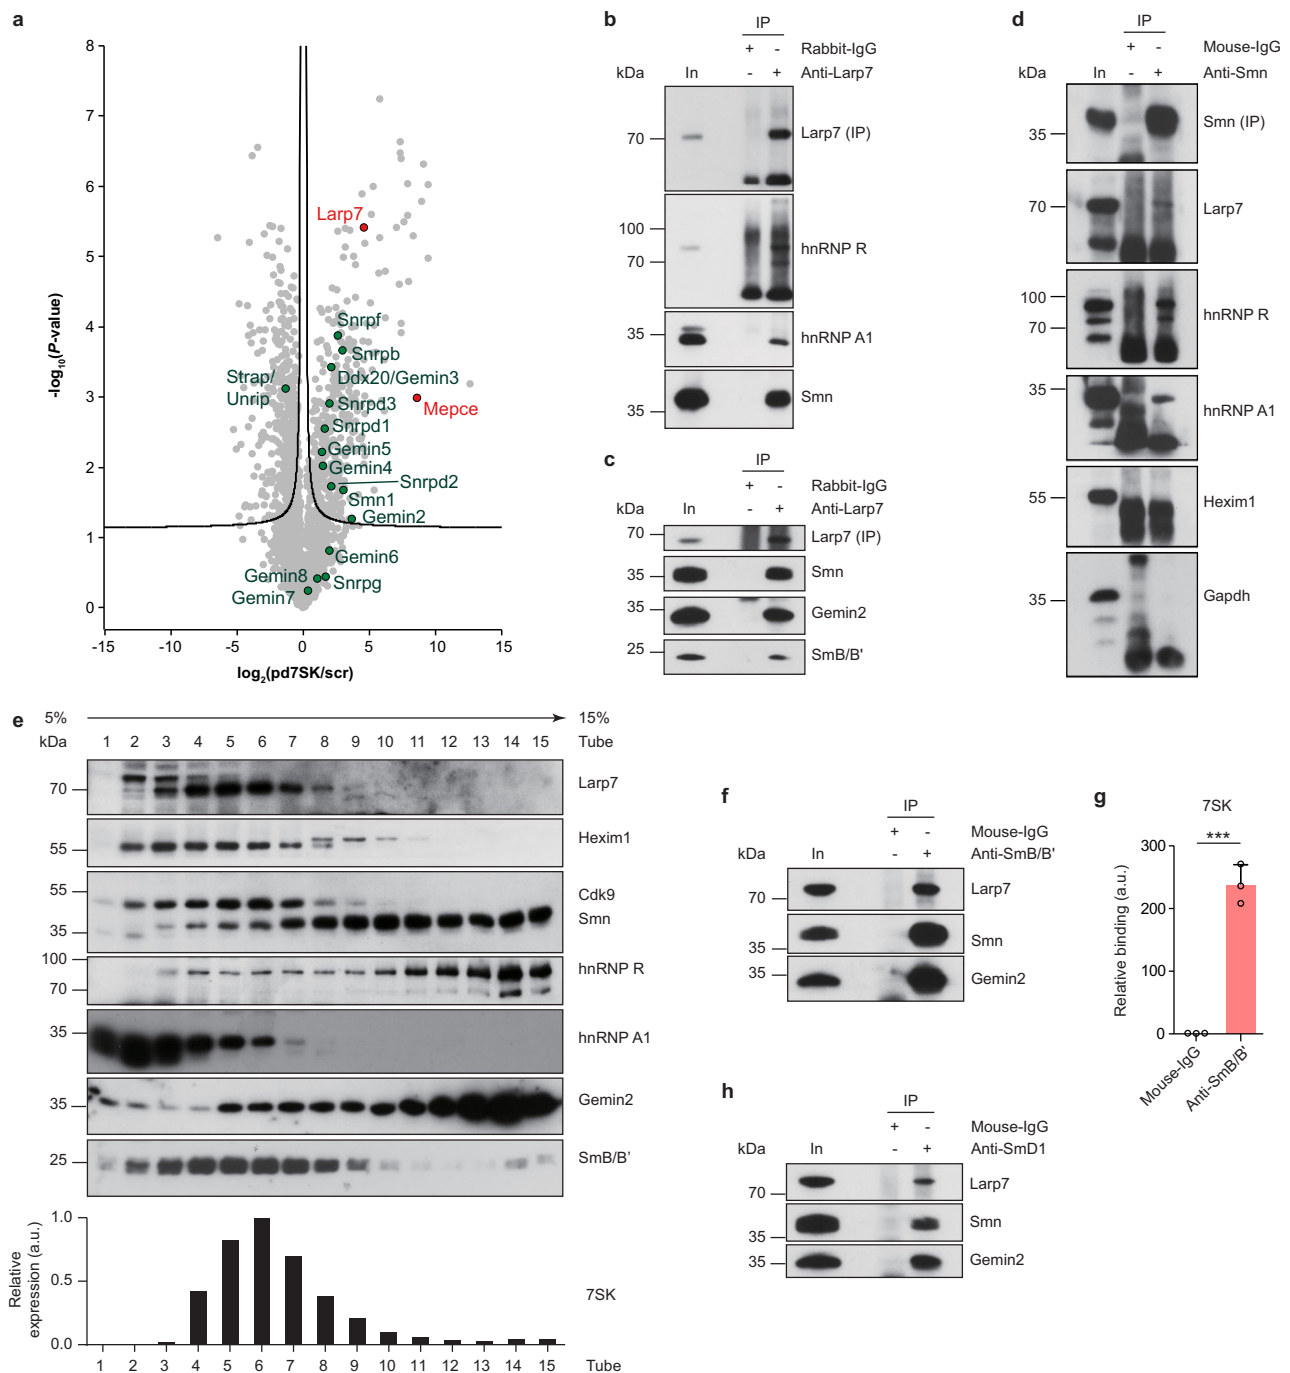 a
8
7
6
5
4
3
2
1
0
-log10(P-value)
-15
-10
-5
0
5
10
15
log2(pd7SK/scr)
Larp7
Snrpf
Snrpb
Ddx20/Gemin3
Strap/
Unrip
Mepce
Snrpd3
Snrpd1
Gemin5
Gemin4
Snrpd2
Smn1
Gemin2
Gemin6
Gemin8
Snrpg
Gemin7
b
IP
+ - Rabbit-IgG
kDa In - + Anti-Larp7
70 Larp7 (IP)
100
70
hnRNP R
35 hnRNP A1
35 Smn
c
IP
+ - Rabbit-IgG
kDa In - + Anti-Larp7
70 Larp7 (IP)
35 Smn
35 Gemin2
25 SmB/B'
d
IP
+ - Mouse-IgG
kDa In - + Anti-Smn
35 Smn (IP)
70 Larp7
100
70
hnRNP R
35 hnRNP A1
55 Hexim1
35 Gapdh
e
5% 15%
kDa 1 2 3 4 5 6 7 8 9 10 11 12 13 14 15 Tube
70 Larp7
55 Hexim1
55 Cdk9
35 Smn
100 hnRNP R
70
35 hnRNP A1
35 Gemin2
25 SmB/B'
Relative
expression (a.u.)
1.0
0.5
0.0
7SK
1 2 3 4 5 6 7 8 9 10 11 12 13 14 15 Tube
f
IP
+ - Mouse-IgG
kDa In - + Anti-SmB/B'
70 Larp7
35 Smn
35 Gemin2
g
7SK
***
Relative binding (a.u.)
300
200
100
0
Mouse-IgG
Anti-SmB/B'
h
IP
+ - Mouse-IgG
kDa In - + Anti-SmD1
70 Larp7
35 Smn
35 Gemin2